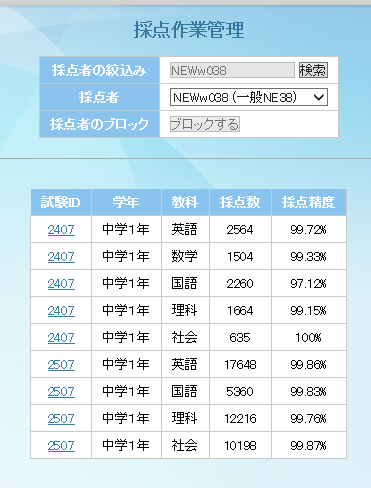 採点作業管理
採点者の絞込み NEWw038 検索
採点者 NEWw038 (一般NE38)
採点者のブロック ブロックする
試験ID 学年 教科 採点数 採点精度
2407 中学1年 英語 2564 99.72%
2407 中学1年 数学 1504 99.33%
2407 中学1年 国語 2260 97.12%
2407 中学1年 理科 1664 99.15%
2407 中学1年 社会 635 100%
2507 中学1年 英語 17648 99.86%
2507 中学1年 国語 5360 99.83%
2507 中学1年 理科 12216 99.76%
2507 中学1年 社会 10198 99.87%